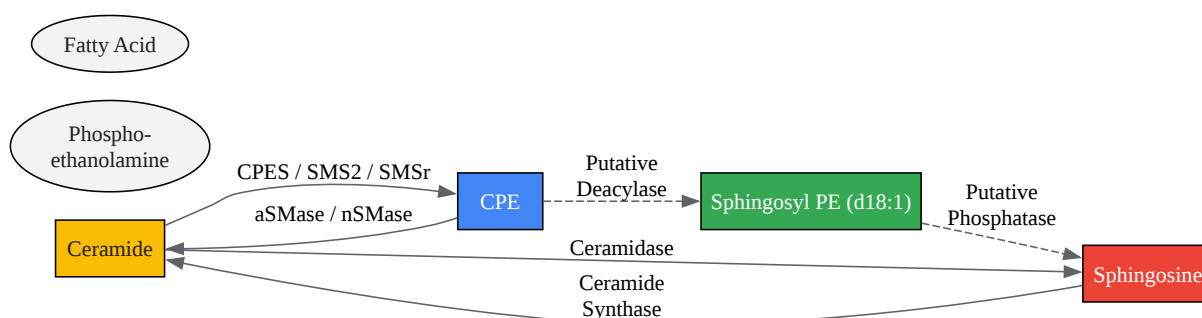 Fatty Acid
Phospho-
ethanolamine
CPES / SMS2 / SMSr
aSMase / nSMase
Ceramide
CPE
Putative
Deacylase
Sphingosyl PE (d18:1)
Putative
Phosphatase
Ceramidase
Sphingosine
Ceramide
Synthase